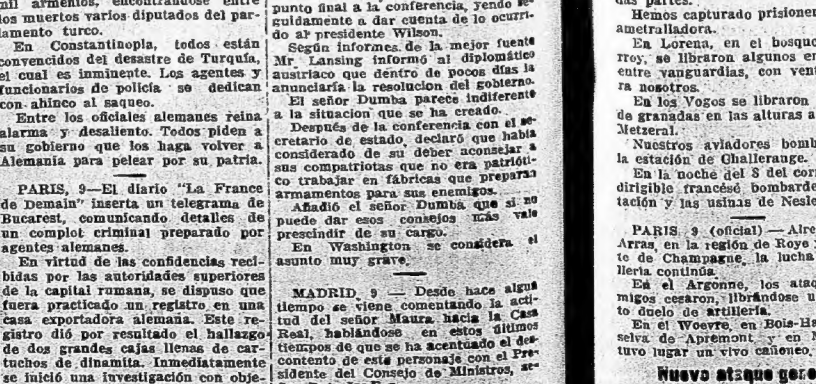 mil armenios, encontrándose entre
los muertos varios diputados del par-
lamento turco.
En Constantinopla, todos están
convencidos del desastre de Turquía,
el cual es inminente. Los agentes y
funcionarios de policía se dedican
con ahinco al saqueo.
Entre los oficiales alemanes reina
alarma y desaliento. Todos piden a
su gobierno que los haga volver a
Alemania para pelear por su patria.
PARIS, 9—El diario "La France
de Demain" inserta un telegrama de
Bucarest, comunicando detalles de
un complot criminal preparado por
agentes alemanes.
En virtud de las confidencias reci-
bidas por las autoridades superiores
de la capital rumana, se dispuso que
fuera practicado un registro en una
casa exportadora alemana. Este re-
gistro dió por resultado el hallazgo
de dos grandes cajas llenas de car-
tuchos de dinamita. Inmediatamente
se inició una investigación con obje-
punto final a la conferencia, yendo se-
guidamente a dar cuenta de lo ocurri-
do al presidente Wilson.
Según informes de la mejor fuente
Mr. Lansing informó al diplomático
austriaco que dentro de pocos días la
anunciaría la resolucion del gobierno.
El señor Dumba parece indiferente
a la situacion que se ha creado.
Después de la conferencia con el se-
cretario de estado, declaró que había
considerado de su deber aconsejar a
sus compatriotas que no era patrióti-
co trabajar en fábricas que preparan
armamentos para sus enemigos.
Añadió el señor Dumba que si no
puede dar esos consejos más vale
prescindir de su cargo.
En Washington se considera el
asunto muy grave.
MADRID 9 — Desde hace algun
tiempo se viene comentando la acti-
tud del señor Maura hacia la Casa
Real, hablándose en estos últimos
tiempos de que se ha acentuado el des-
contento de este personaje con el Pre-
sidente del Consejo de Ministros, ac-
das partes.
Hemos capturado prisioner
ametralladora.
En Lorena, en el bosque
rroy, se libraron algunos en
entre vanguardias, con vent
ra nosotros.
En los Vogos se libraron
de granadas en las alturas a
Metzeral.
Nuestros aviadores bomb
la estación de Challerange.
En la noche del 8 del corr
dirigible francésé bombarde
tación y las usinas de Nesle
PARIS 9 (oficial)—Alre
Arras, en la región de Roye y
te de Champagne, la lucha
llería continúa.
En el Argonne, los ataq
migos cesaron, librándose u
to duelo de artillería.
En el Woevre, en Bois-Ha
selva de Apremont y en M
tuvo lugar un vivo cañoneo.
Nuevo ataque gene